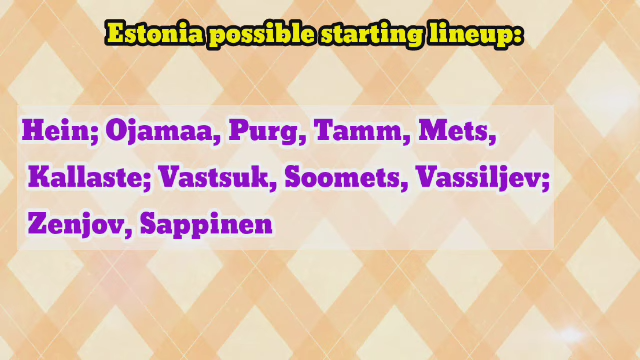 Estonia possible starting lineup:
Hein; Ojamaa, Purg, Tamm, Mets,
Kallaste; Vastsuk, Soomets, Vassiljev;
Zenjov, Sappinen